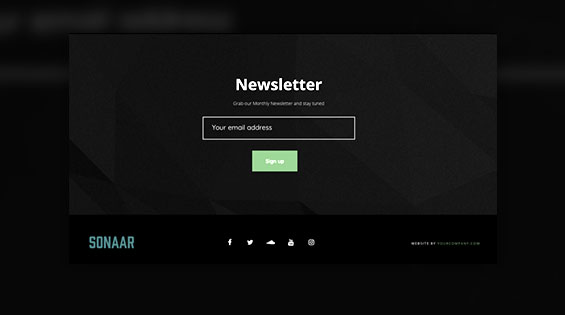 Newsletter
Grab our Monthly Newsletter and stay tuned
Your email address
Sign up
SONAAR
WEBSITE BY YOURCOMPANY.COM